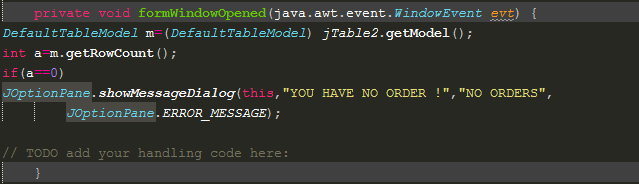 private void formWindowOpened(java.awt.event.WindowEvent evt) {
DefaultTableModel m=(DefaultTableModel) jTable2.getModel();
int a=m.getRowCount();
if(a==0)
JOptionPane.showMessageDialog(this,"YOU HAVE NO ORDER !","NO ORDERS",
JOptionPane.ERROR_MESSAGE);
// TODO add your handling code here:
}